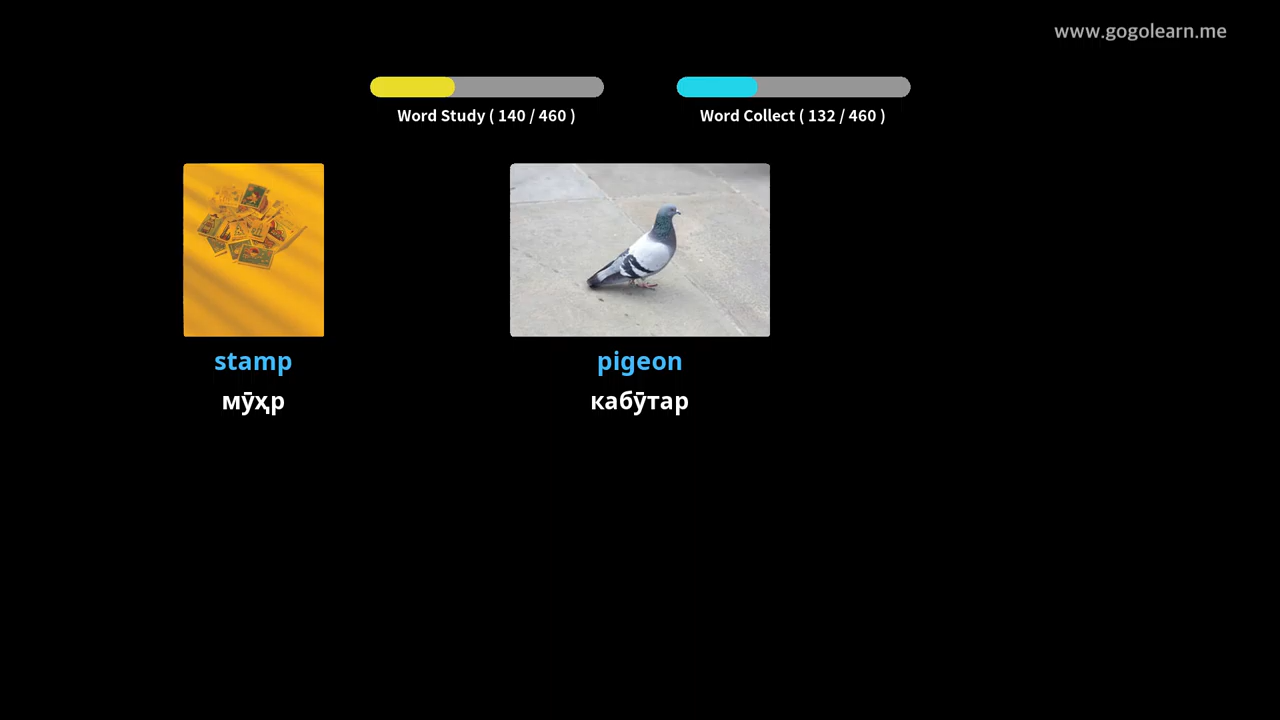 www.gogolearn.me
Word Study ( 140 / 460 )
Word Collect ( 132 / 460 )
stamp
мӯҳр
pigeon
кабӯтар